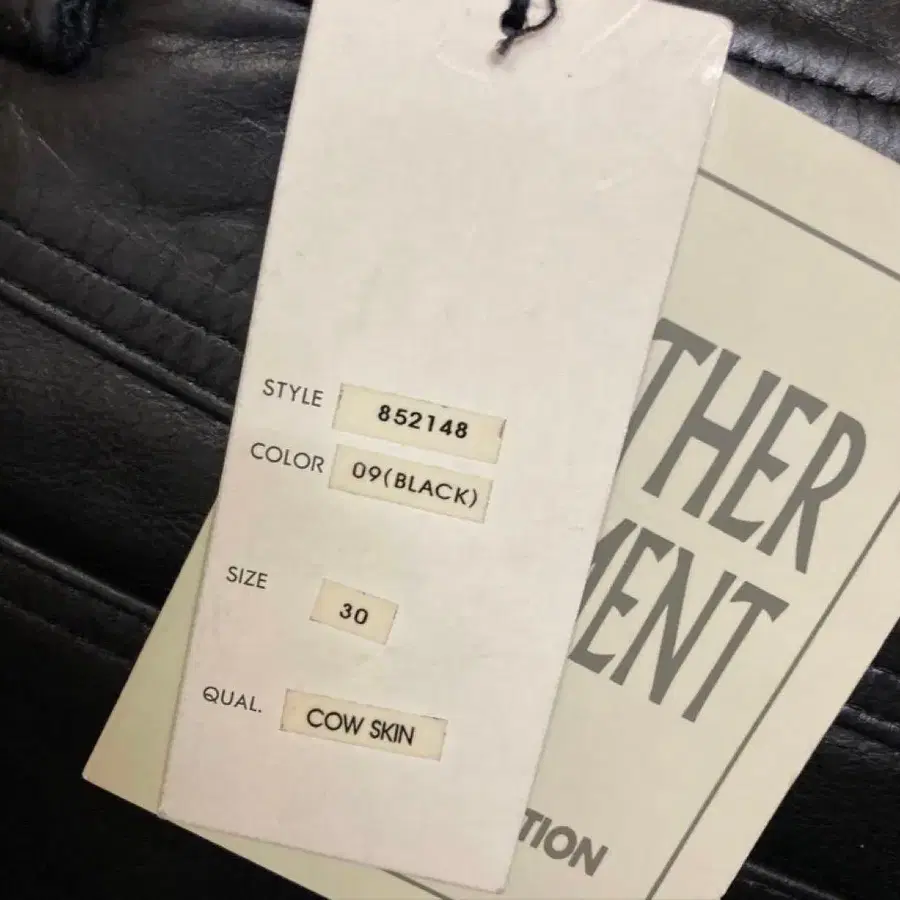 STYLE 852148
COLOR 09(BLACK)
SIZE 30
QUAL. COW SKIN
THER
MENT
TION